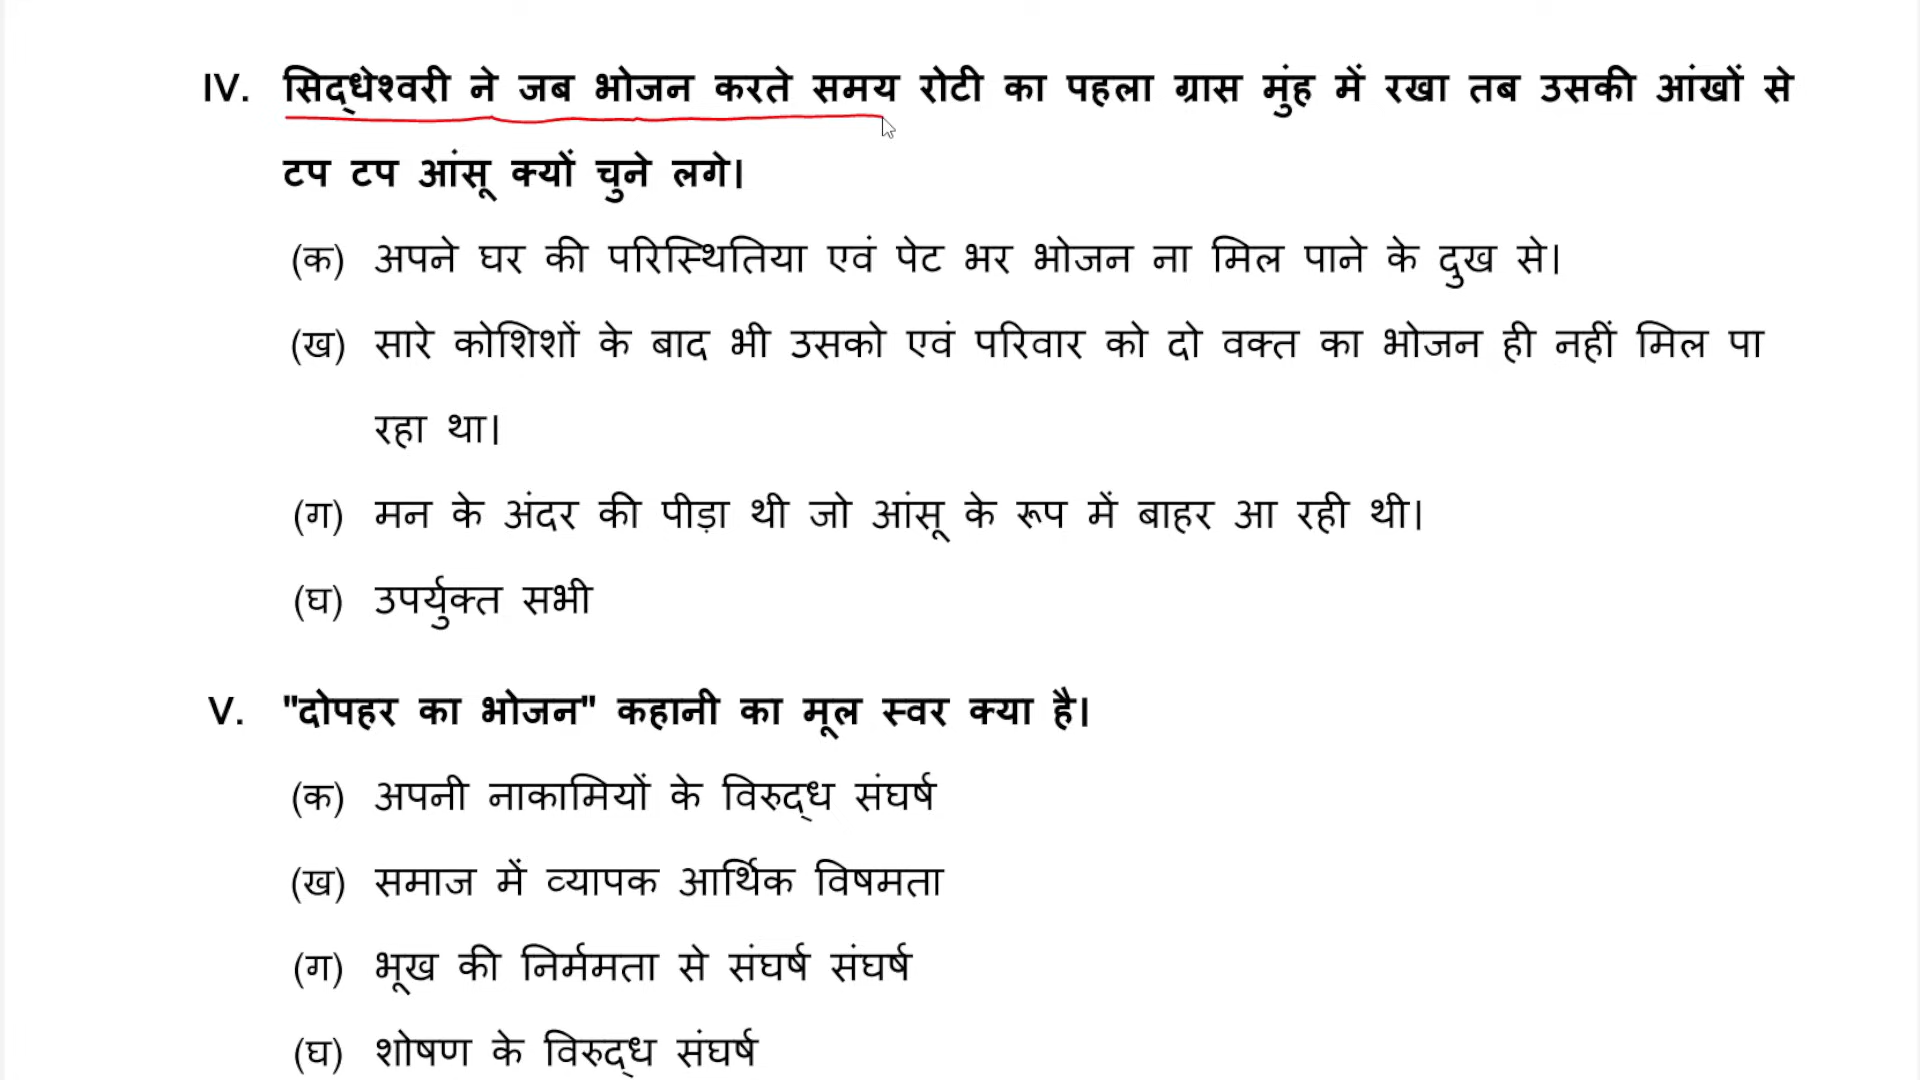 IV. सिद्धेश्वरी ने जब भोजन करते समय रोटी का पहला ग्रास मुंह में रखा तब उसकी आंखों से
टप टप आंसू क्यों चुने लगे।
(क) अपने घर की परिस्थितिया एवं पेट भर भोजन ना मिल पाने के दुख से।
(ख) सारे कोशिशों के बाद भी उसको एवं परिवार को दो वक्त का भोजन ही नहीं मिल पा
रहा था।
(ग) मन के अंदर की पीड़ा थी जो आंसू के रूप में बाहर आ रही थी।
(घ) उपर्युक्त सभी
V. "दोपहर का भोजन" कहानी का मूल स्वर क्या है।
(क) अपनी नाकामियों के विरुद्ध संघर्ष
(ख) समाज में व्यापक आर्थिक विषमता
(ग) भूख की निर्ममता से संघर्ष संघर्ष
(घ) शोषण के विरुद्ध संघर्ष